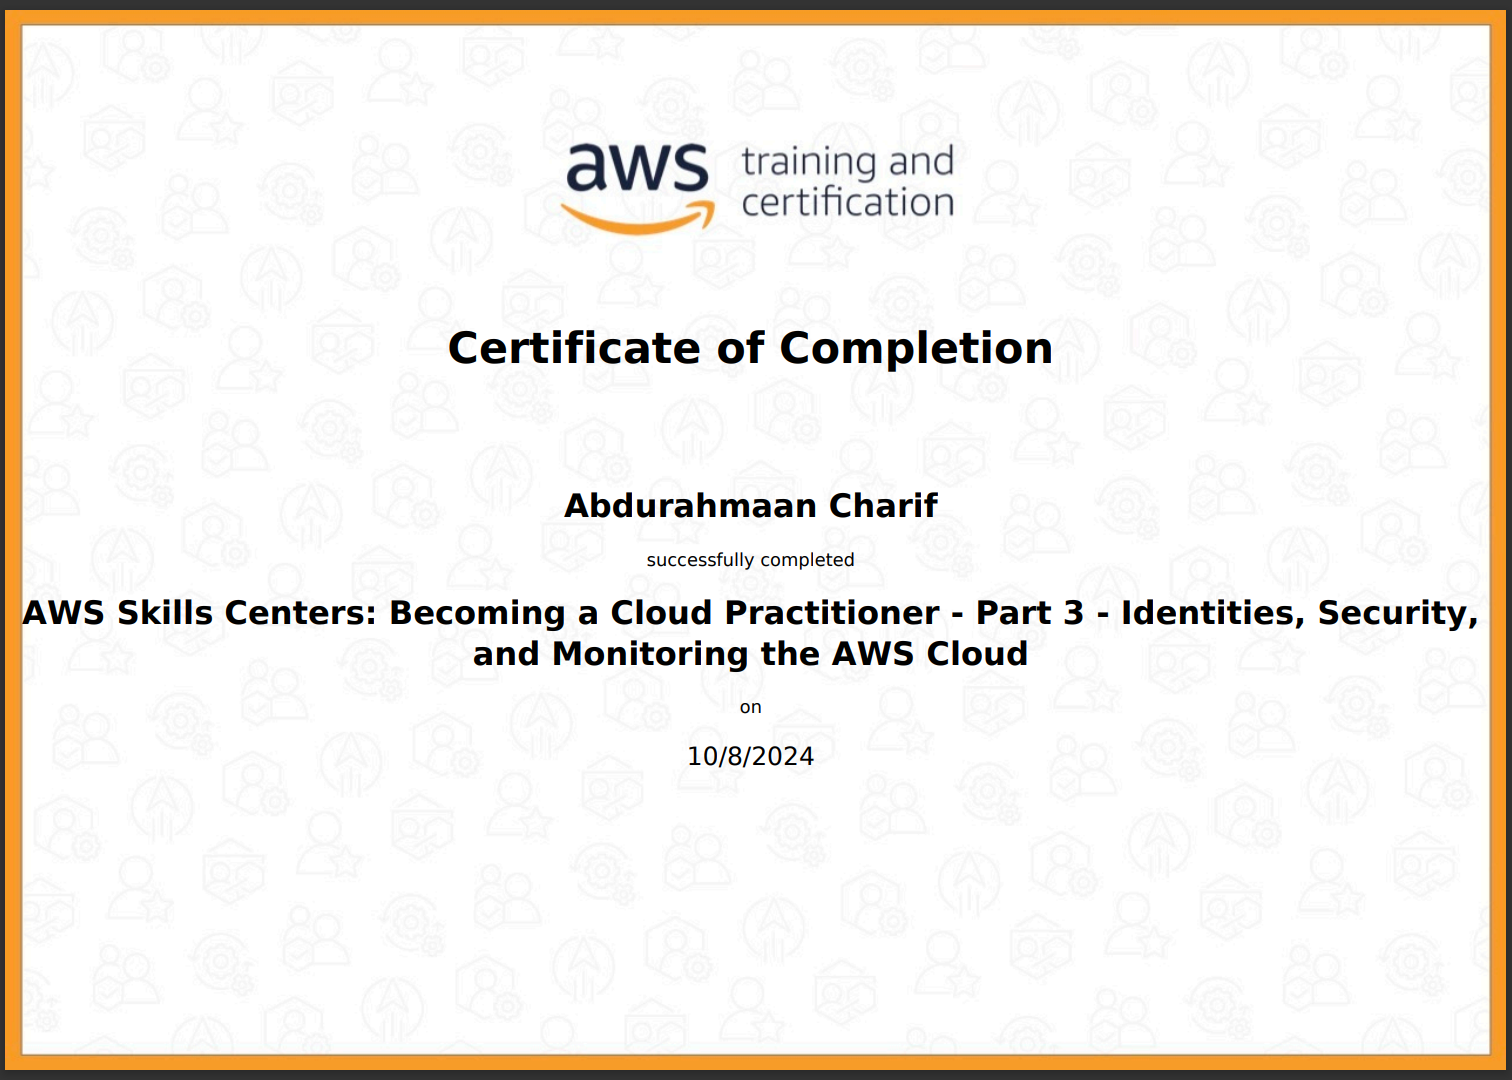 aws training and
certification
Certificate of Completion
Abdurahmaan Charif
successfully completed
AWS Skills Centers: Becoming a Cloud Practitioner - Part 3 - Identities, Security,
and Monitoring the AWS Cloud
on
10/8/2024